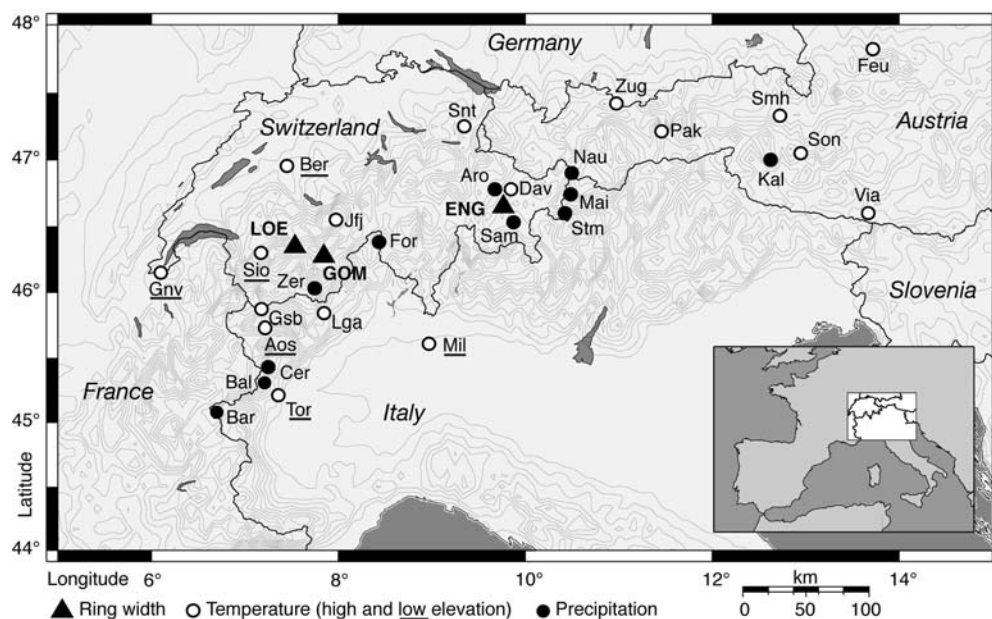 48°
Germany
Feu
Zug
Smh
Snt
Switzerland
Pak
Austria
Son
47°
Ber
Nau
Aro
Dav
Kal
Mai
ENG
Via
Jfj
LOE
For
Sam
Stm
Sio
GOM
Zer
Gnv
Slovenia
46°
Gsb
Lga
Aos
Mil
Cer
France
Bal
Tor
Italy
45°
Bar
Latitude
44°
Longitude 6° 8° 10° 12° 14°
km
0 50 100
Ring width Temperature (high and low elevation) Precipitation